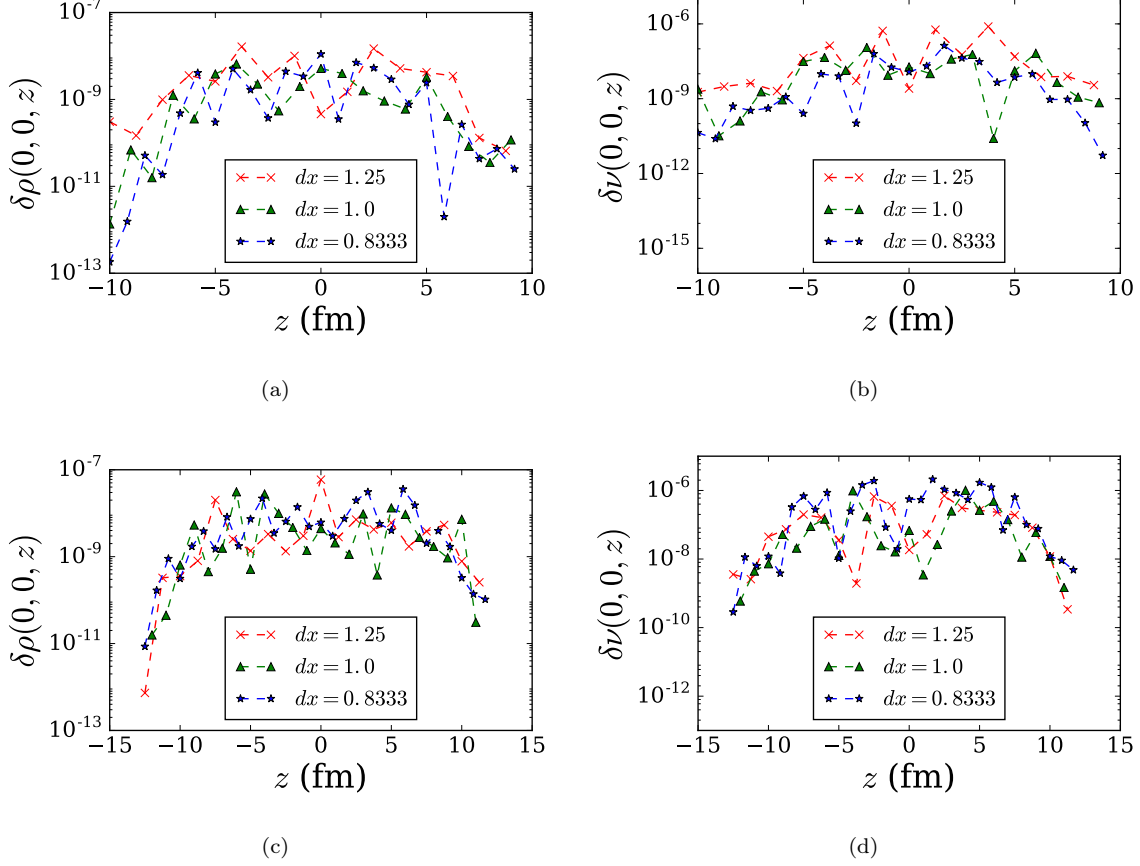 10⁻⁷
10⁻⁹
10⁻¹¹
10⁻¹³
δρ(0, 0, z)
dx = 1.25
dx = 1.0
dx = 0.8333
−10 −5 0 5 10
z (fm)
(a)
10⁻⁶
10⁻⁹
10⁻¹²
10⁻¹⁵
δν(0, 0, z)
dx = 1.25
dx = 1.0
dx = 0.8333
−10 −5 0 5 10
z (fm)
(b)
10⁻⁷
10⁻⁹
10⁻¹¹
10⁻¹³
δρ(0, 0, z)
dx = 1.25
dx = 1.0
dx = 0.8333
−15 −10 −5 0 5 10 15
z (fm)
(c)
10⁻⁶
10⁻⁸
10⁻¹⁰
10⁻¹²
δν(0, 0, z)
dx = 1.25
dx = 1.0
dx = 0.8333
−15 −10 −5 0 5 10 15
z (fm)
(d)